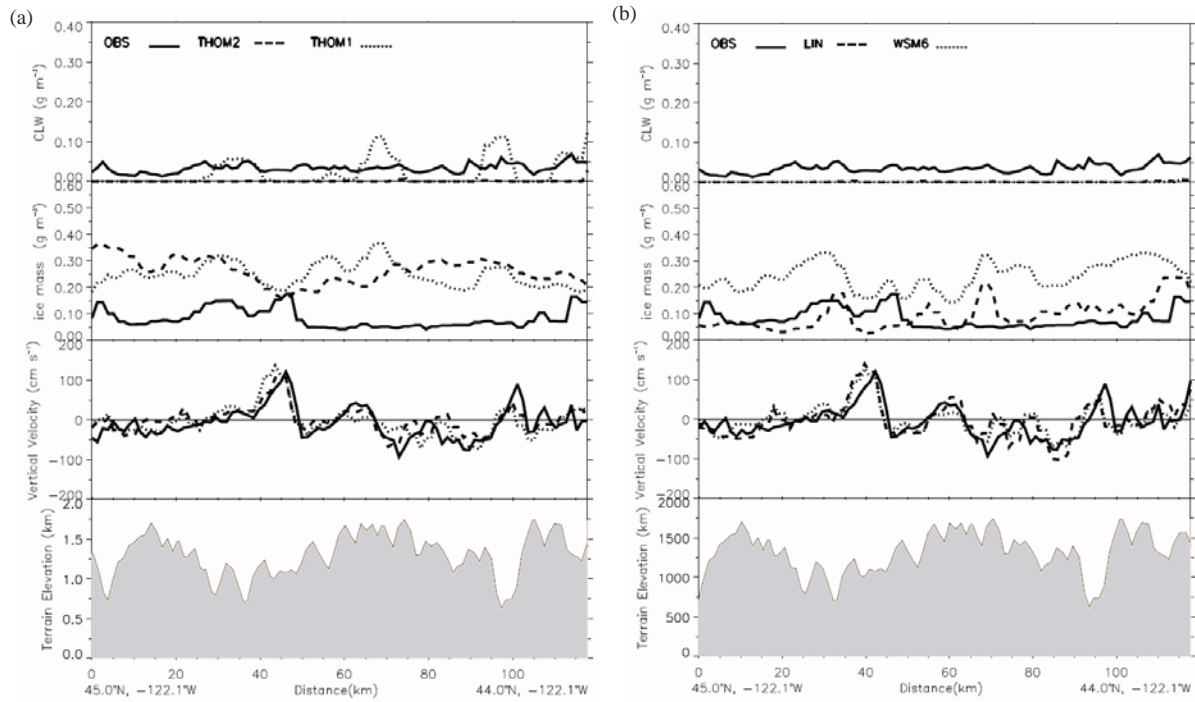 (a)
OBS THOM2 THOM1
CLW (g m⁻³)
0.40
0.30
0.20
0.10
0.00
ice mass (g m⁻³)
0.60
0.50
0.40
0.30
0.20
0.10
0.00
Vertical Velocity (cm s⁻¹)
200
100
0
−100
−200
Terrain Elevation (km)
2.0
1.5
1.0
0.5
0.0
0 20 40 60 80 100
45.0°N, −122.1°W Distance(km) 44.0°N, −122.1°W
(b)
OBS LIN WSM6
CLW (g m⁻³)
0.40
0.30
0.20
0.10
0.00
ice mass (g m⁻³)
0.60
0.50
0.40
0.30
0.20
0.10
0.00
Vertical Velocity (cm s⁻¹)
200
100
0
−100
−200
Terrain Elevation (km)
2000
1500
1000
500
0
0 20 40 60 80 100
45.0°N, −122.1°W Distance(km) 44.0°N, −122.1°W